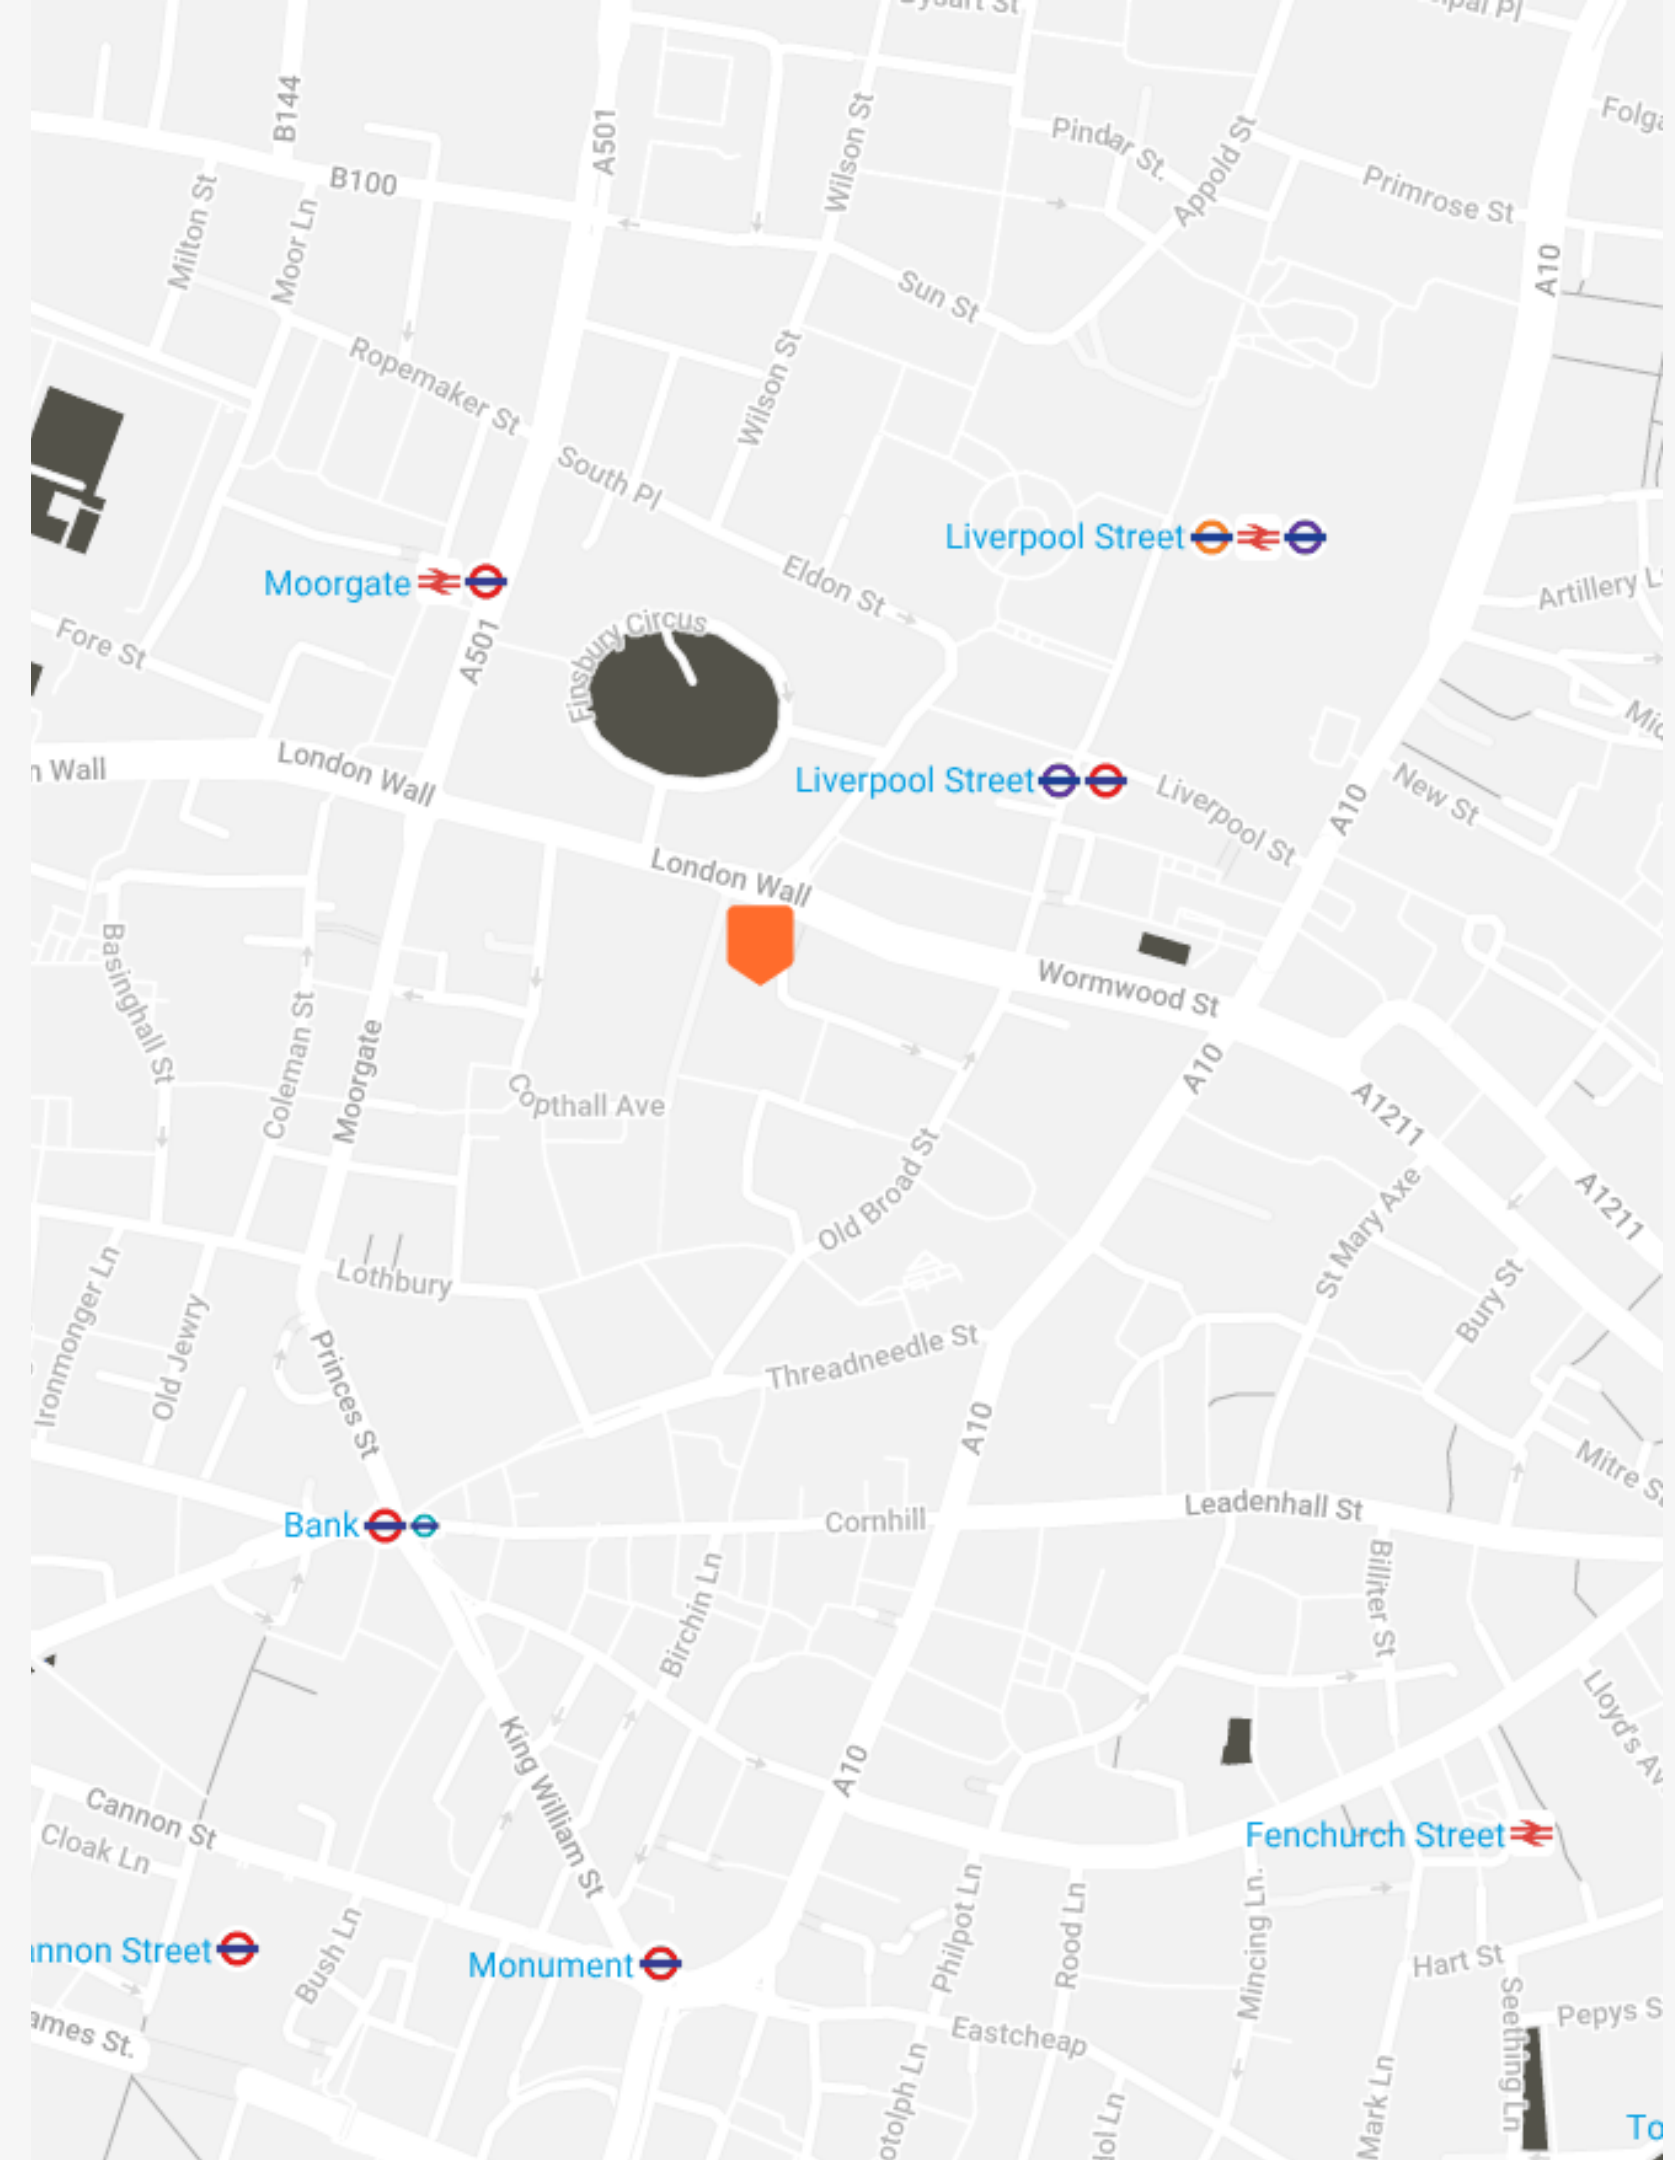 Dysart St
B144
A501
Wilson St
Pindar St.
Appold St
Primrose St
B100
Milton St
Moor Ln
A10
Sun St
Ropemaker St
Wilson St
South Pl
Liverpool Street
Moorgate
Eldon St
Artillery L
Fore St
A501
Finsbury Circus
London Wall
n Wall
Liverpool Street
Liverpool St
A10
New St
London Wall
Basinghall St
Wormwood St
Coleman St
Moorgate
A10
Copthall Ave
A1211
Old Broad St
St Mary Axe
A1211
Ironmonger Ln
Old Jewry
Lothbury
Bury St
Princes St
Threadneedle St
A10
Mitre S
Leadenhall St
Bank
Cornhill
Birchin Ln
Billiter St
King William St
A10
Lloyd's Av
Cannon St
Cloak Ln
Fenchurch Street
Bush Ln
annon Street
Monument
Philpot Ln
Rood Ln
Mincing Ln
Hart St
Seething Ln
Pepys S
ames St.
Eastcheap
otolph Ln
Mark Ln
To